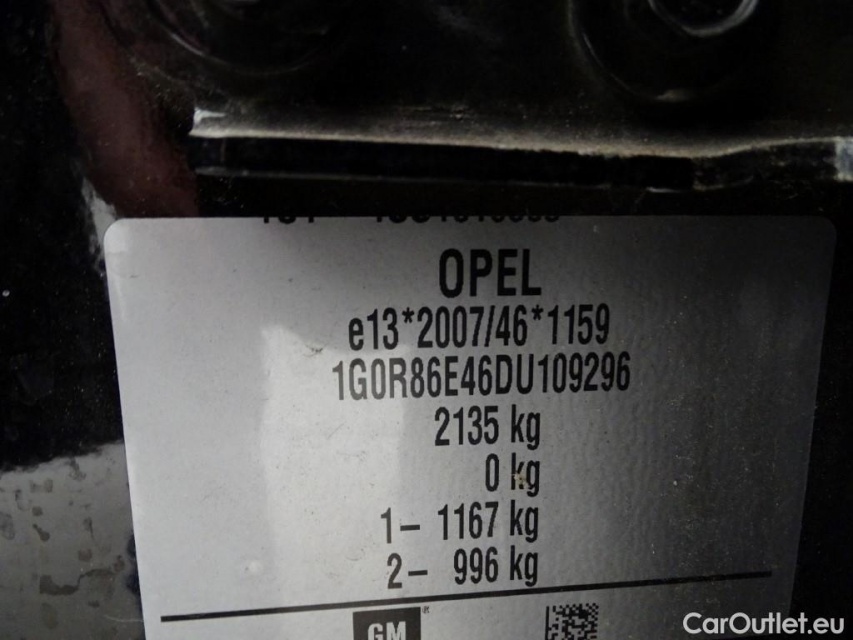 OPEL
e13*2007/46*1159
1G0R86E46DU109296
2135 kg
0 kg
1– 1167 kg
2– 996 kg
GM
CarOutlet.eu